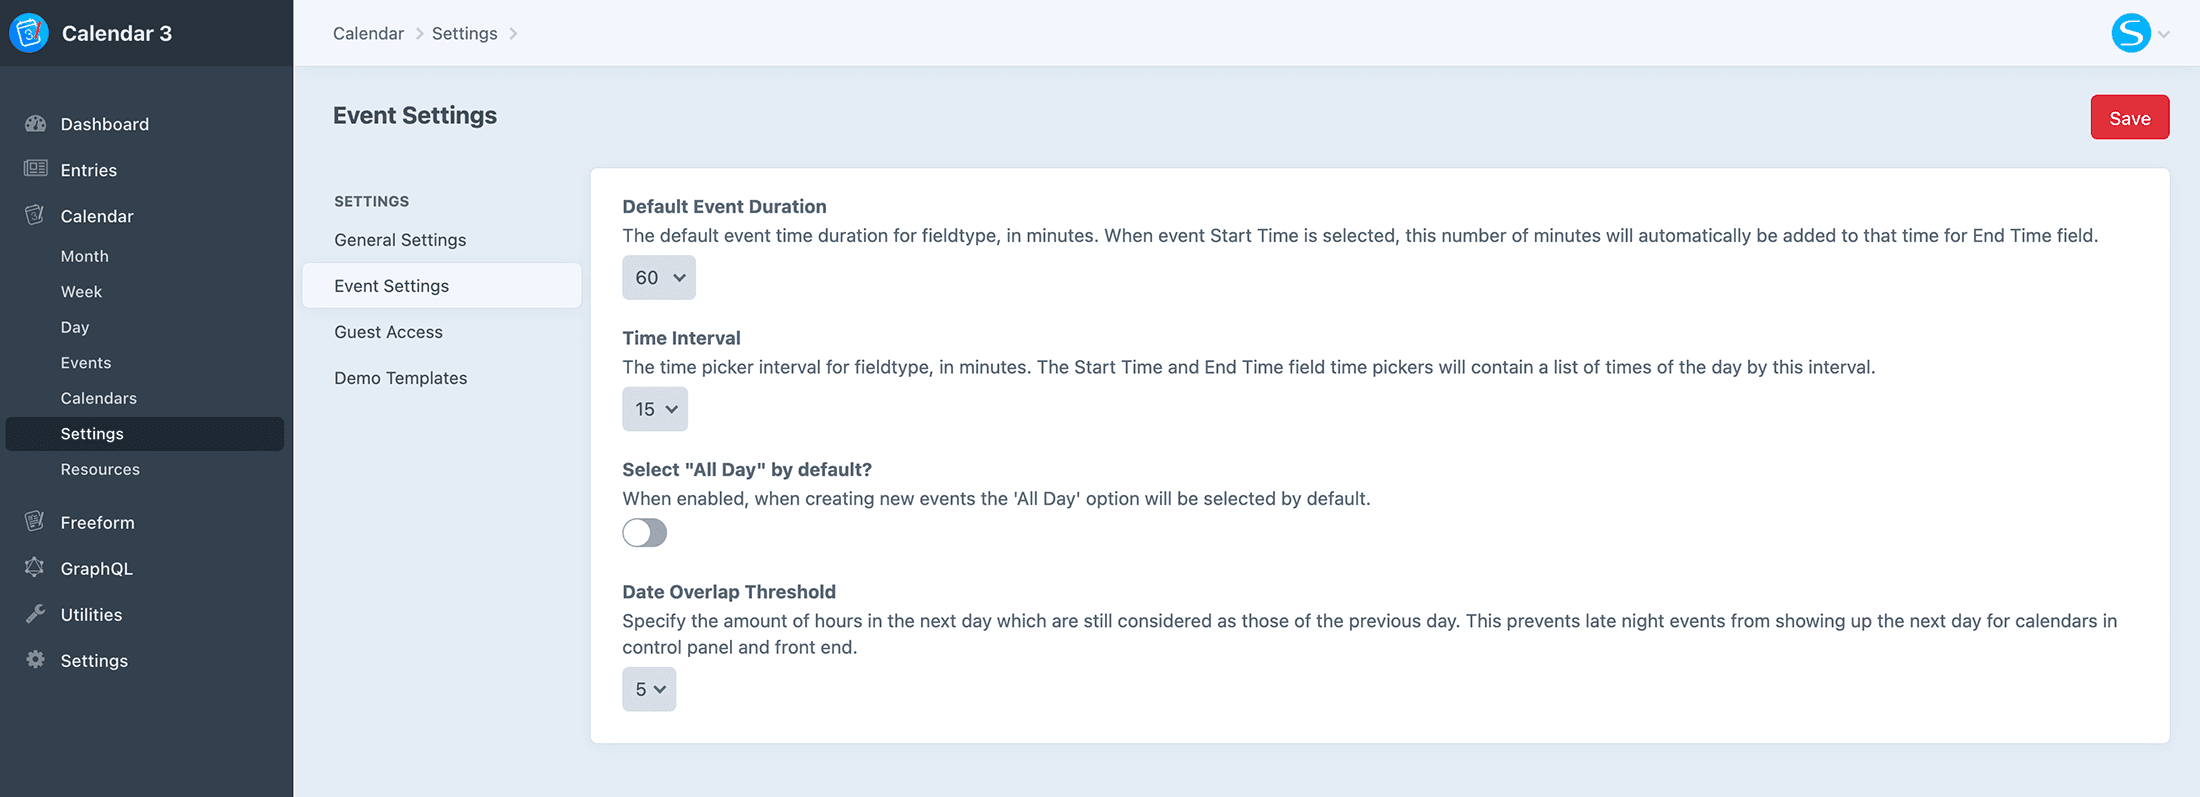 Calendar 3
Calendar
Settings
Dashboard
Entries
Calendar
Month
Week
Day
Events
Calendars
Settings
Resources
Freeform
GraphQL
Utilities
Settings
Event Settings
Save
SETTINGS
General Settings
Event Settings
Guest Access
Demo Templates
Default Event Duration
The default event time duration for fieldtype, in minutes. When event Start Time is selected, this number of minutes will automatically be added to that time for End Time field.
60
Time Interval
The time picker interval for fieldtype, in minutes. The Start Time and End Time field time pickers will contain a list of times of the day by this interval.
15
Select "All Day" by default?
When enabled, when creating new events the 'All Day' option will be selected by default.
Date Overlap Threshold
Specify the amount of hours in the next day which are still considered as those of the previous day. This prevents late night events from showing up the next day for calendars in
control panel and front end.
5